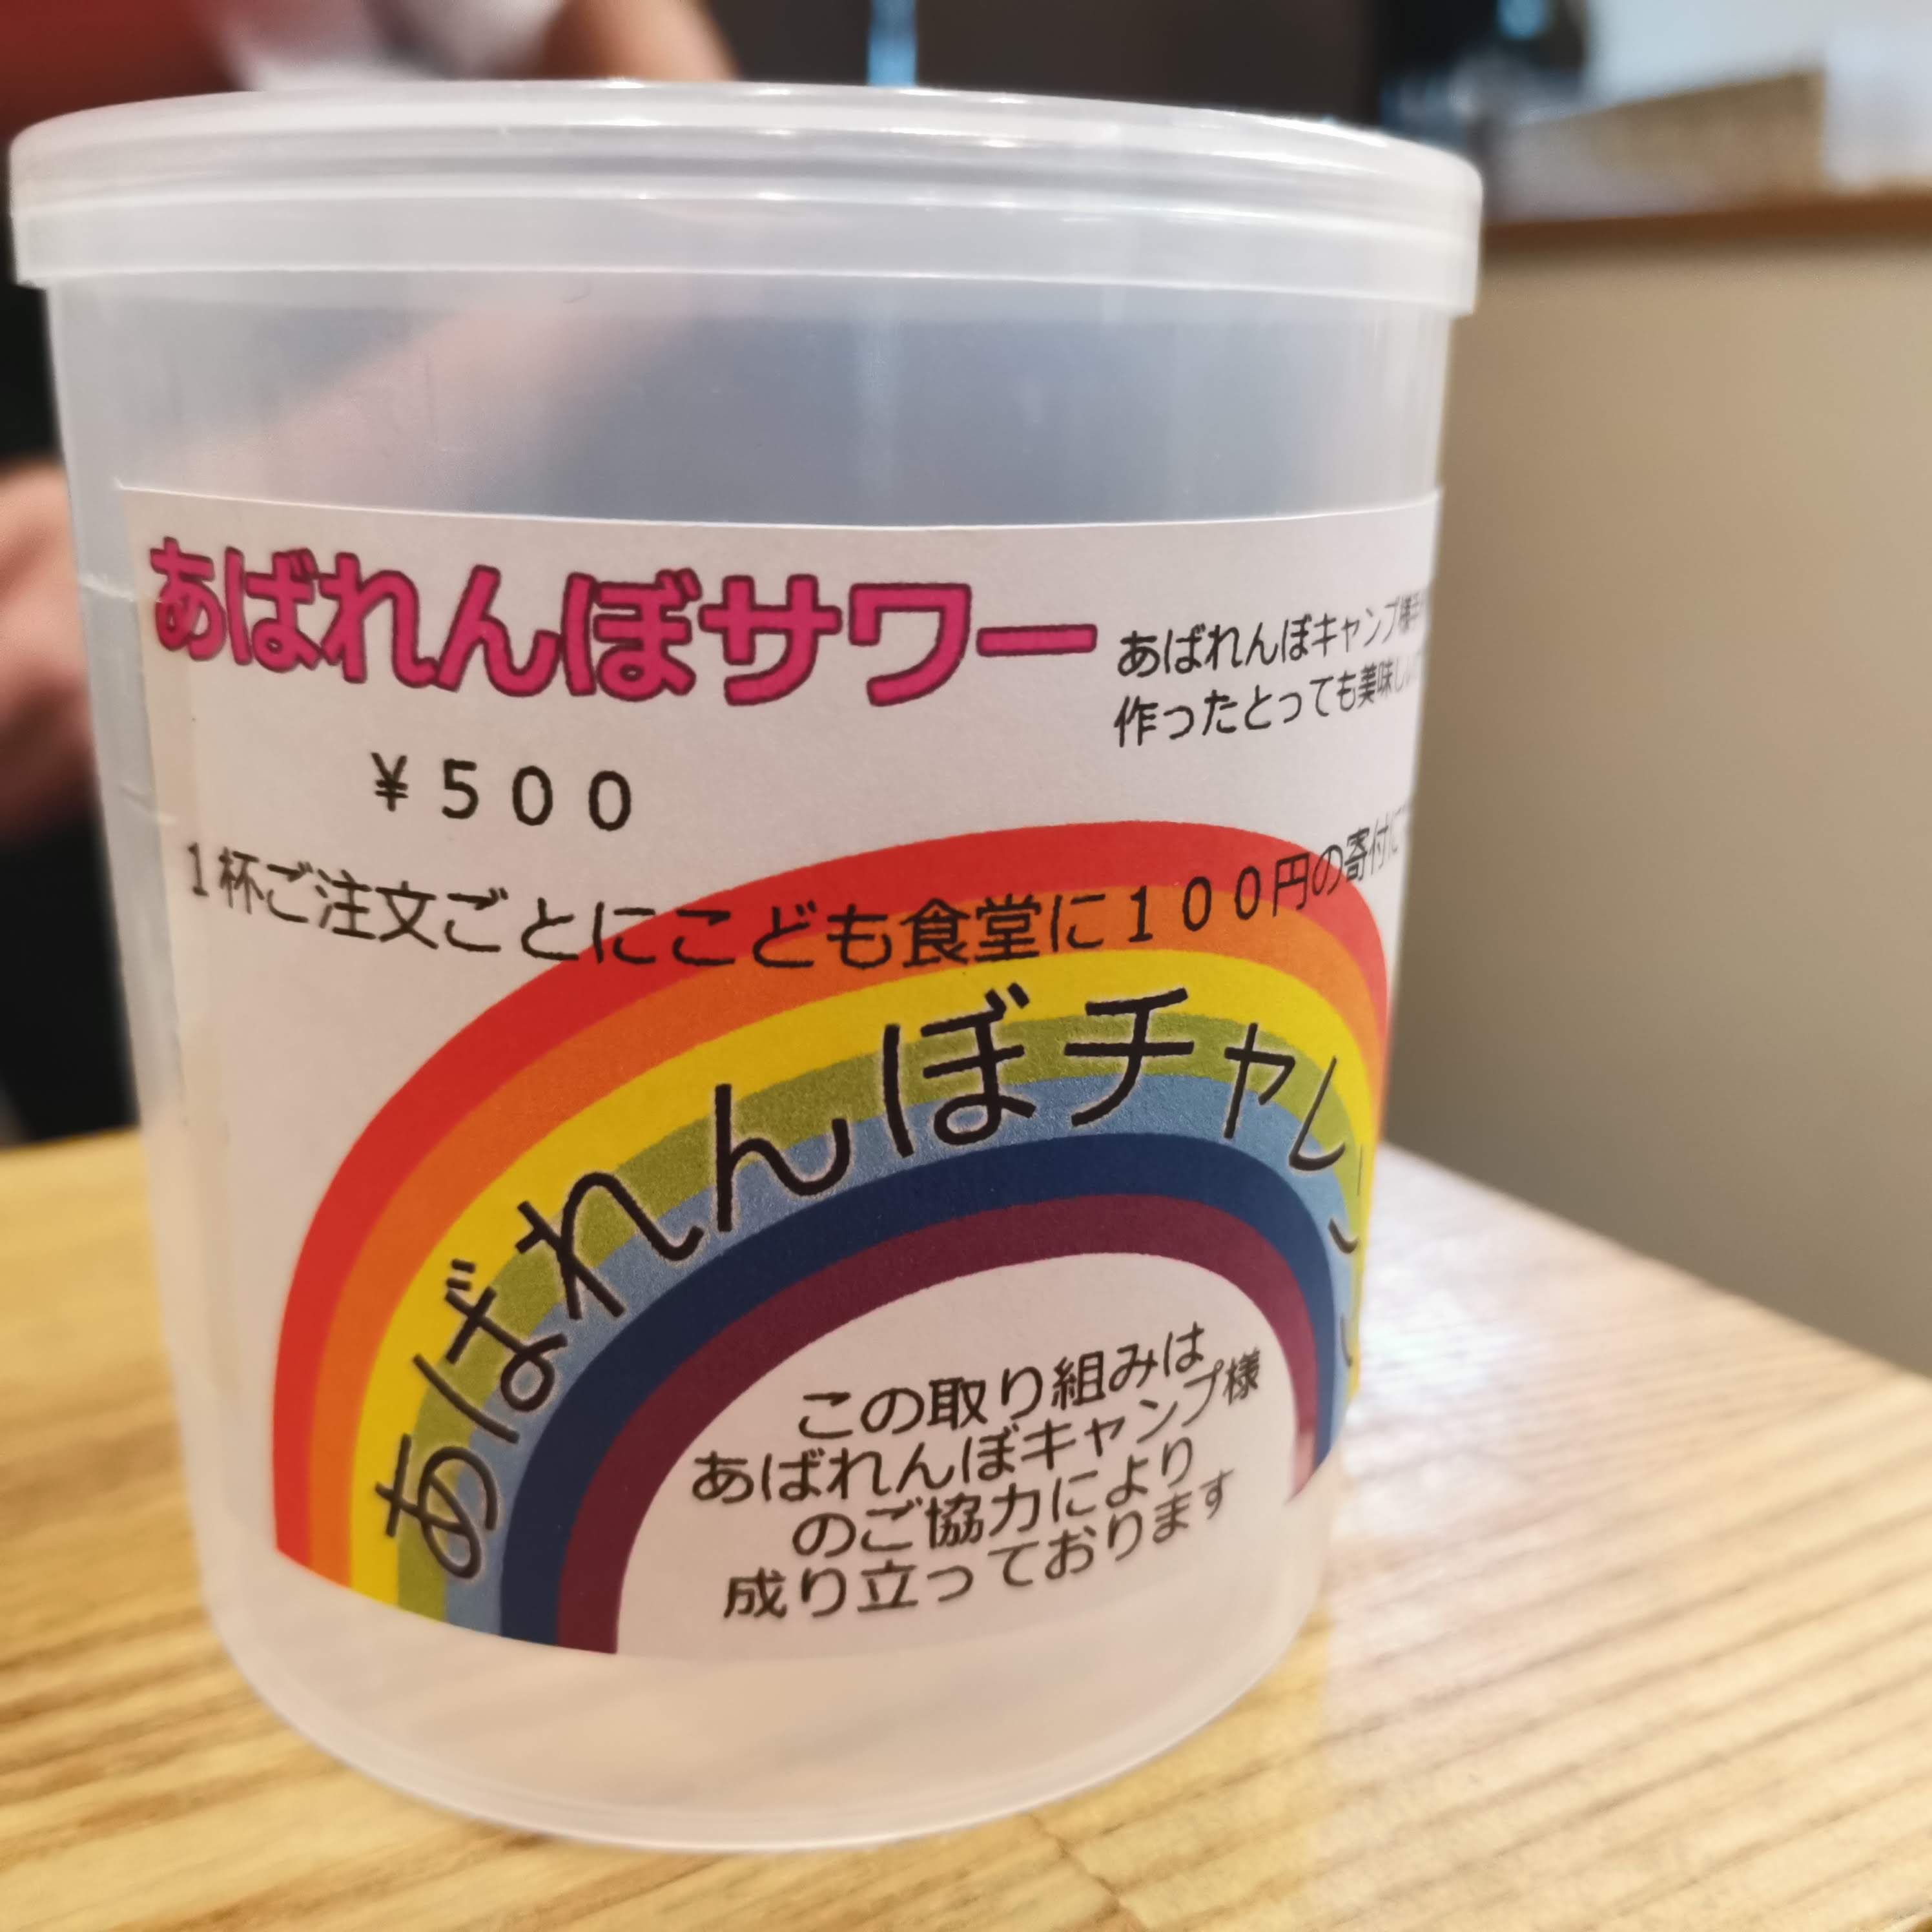 あばれんぼサワー
あばれんぼキャンプ様
作ったとっても美味し
¥500
1杯ご注文ごとにこども食堂に100円の寄付に
あばれんぼチャレン
この取り組みは
あばれんぼキャンプ様
のご協力により
成り立っております